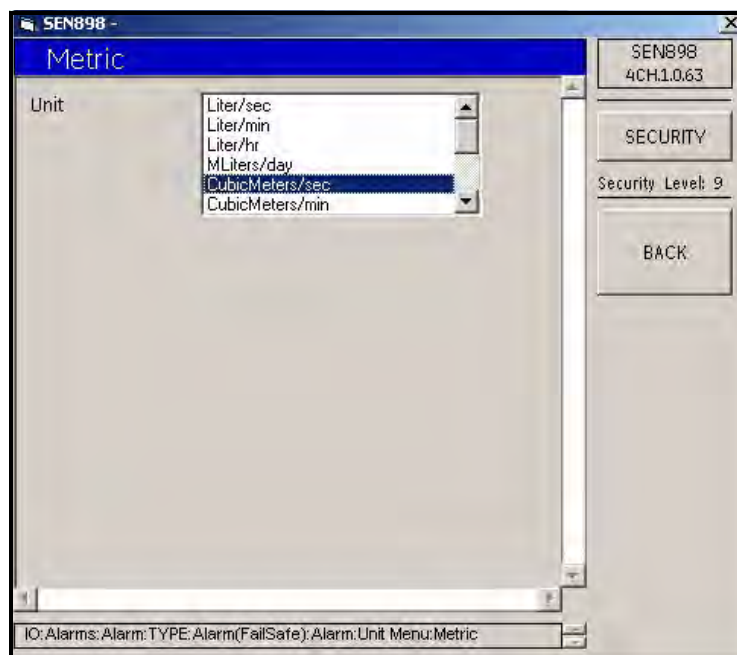 SEN898 -
Metric
Unit
Liter/sec
Liter/min
Liter/hr
MLiters/day
CubicMeters/sec
CubicMeters/min
SEN898
4CH.1.0.63
SECURITY
Security Level: 9
BACK
IO:Alarms:Alarm:TYPE:Alarm(FailSafe):Alarm:Unit Menu:Metric